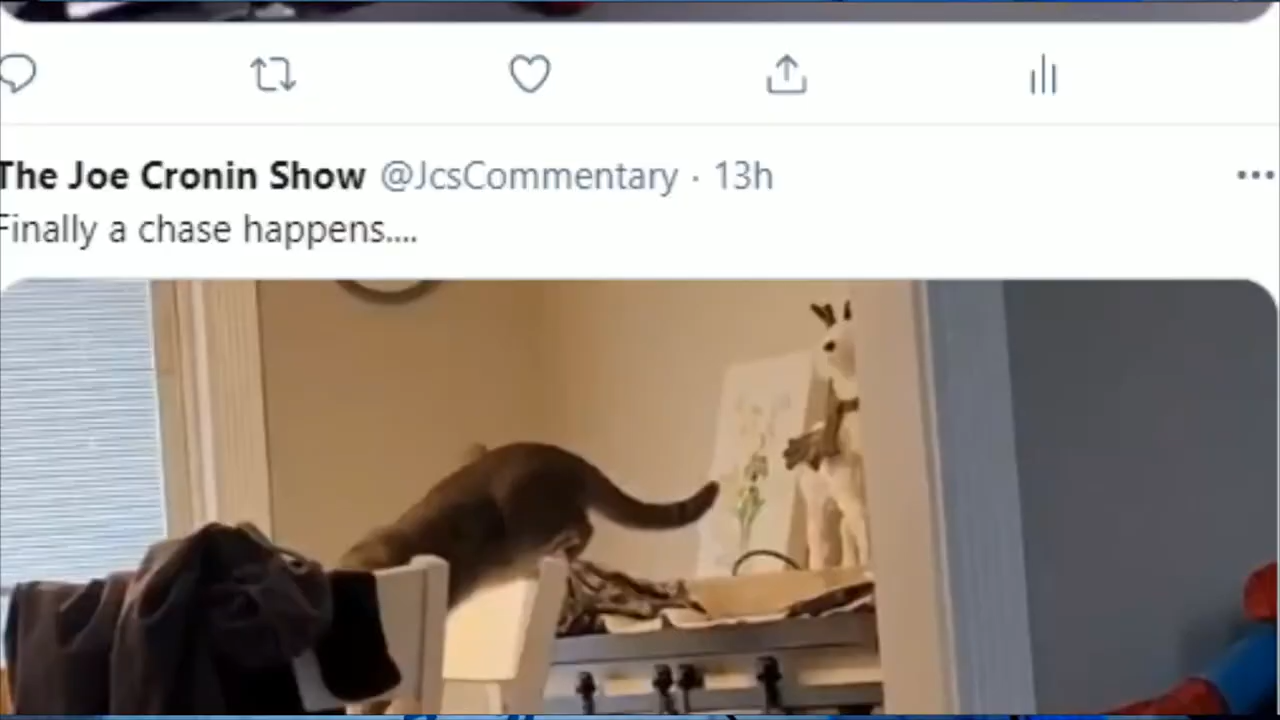 The Joe Cronin Show @JcsCommentary · 13h
Finally a chase happens....